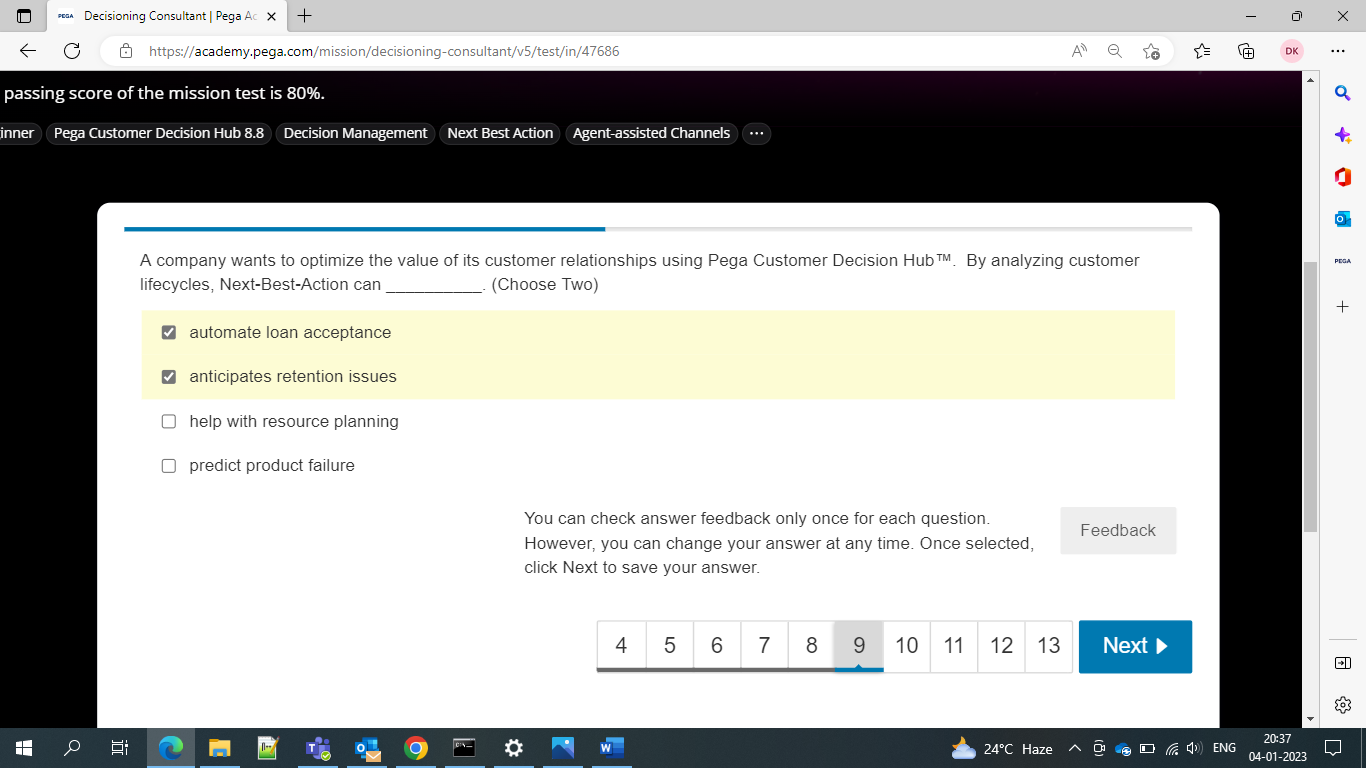 PEGA Decisioning Consultant | Pega Ac
https://academy.pega.com/mission/decisioning-consultant/v5/test/in/47686
DK
passing score of the mission test is 80%.
inner Pega Customer Decision Hub 8.8 Decision Management Next Best Action Agent-assisted Channels
A company wants to optimize the value of its customer relationships using Pega Customer Decision Hub™. By analyzing customer
lifecycles, Next-Best-Action can __________. (Choose Two)
automate loan acceptance
anticipates retention issues
help with resource planning
predict product failure
You can check answer feedback only once for each question.
However, you can change your answer at any time. Once selected,
click Next to save your answer.
Feedback
4 5 6 7 8 9 10 11 12 13 Next
PEGA
24°C Haze ENG
20:37
04-01-2023